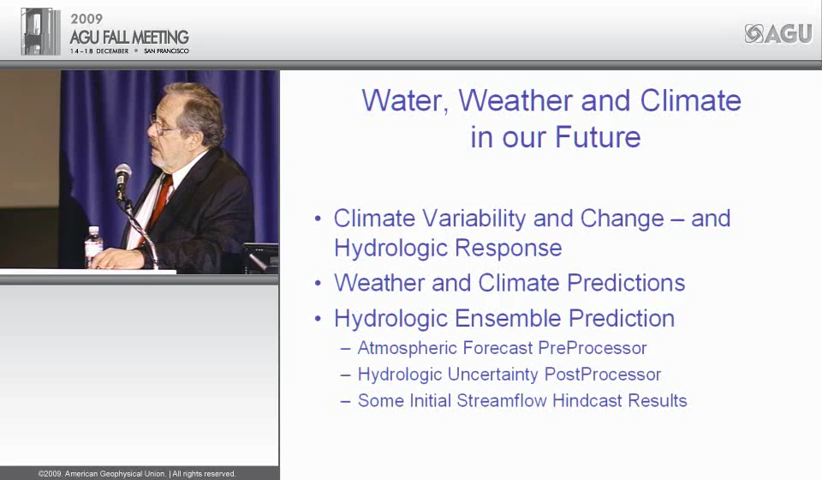 2009
AGU FALL MEETING
14–18 DECEMBER • SAN FRANCISCO
AGU
Water, Weather and Climate
in our Future
• Climate Variability and Change – and
Hydrologic Response
• Weather and Climate Predictions
• Hydrologic Ensemble Prediction
– Atmospheric Forecast PreProcessor
– Hydrologic Uncertainty PostProcessor
– Some Initial Streamflow Hindcast Results
©2009. American Geophysical Union. | All rights reserved.